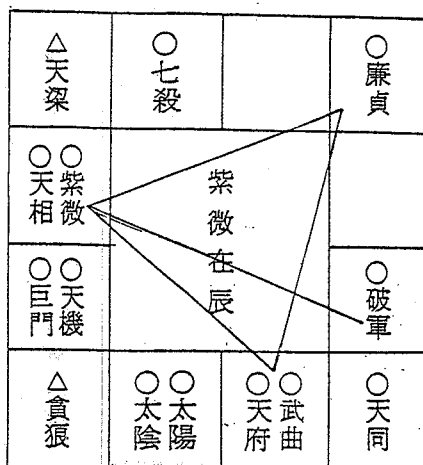 △天梁
○七殺
○廉貞
○紫微
○天相
紫微在辰
○天機
○巨門
○破軍
△貪狼
○太陽
○太陰
○武曲
○天府
○天同